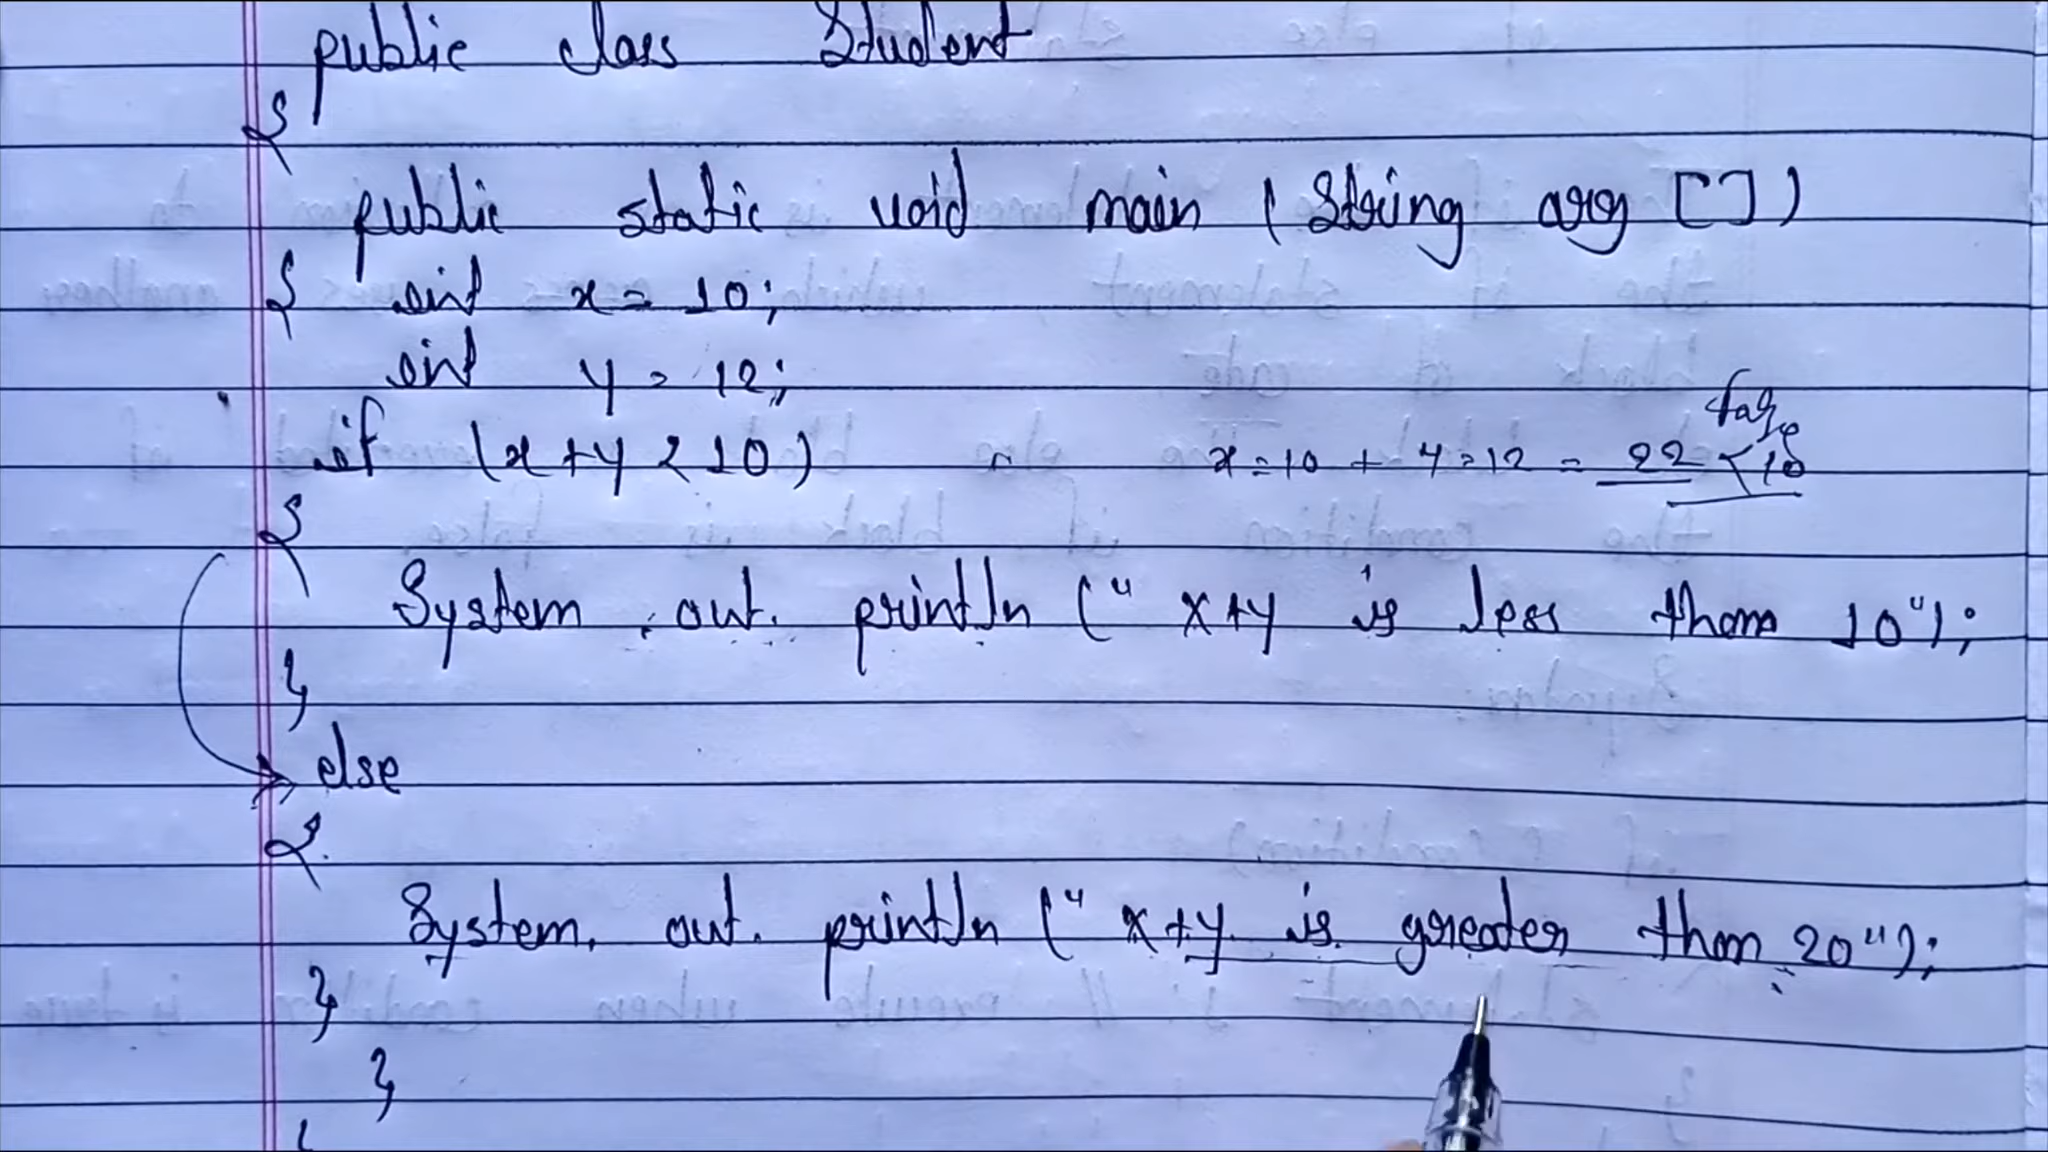 public class Student
{
public static void main (String arg [])
{ int x = 10;
int y = 12;
if (x+y < 10) x=10 + y=12 = 22 < 10 false
{
System.out.println (" x+y is less than 10");
}
else
{
System.out.println (" x+y is greater than 20");
}
}